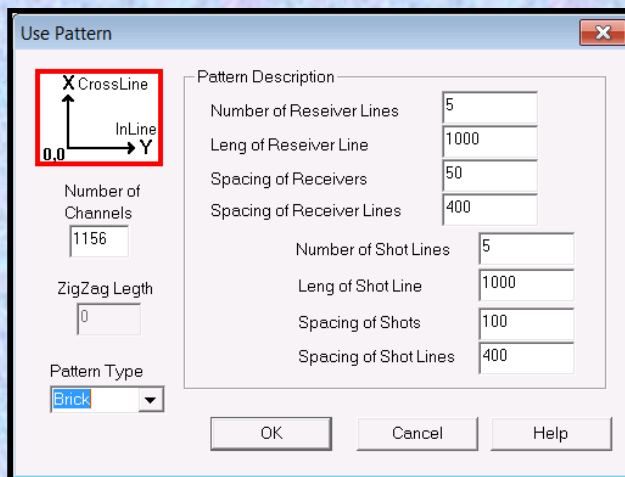 Use Pattern
X CrossLine
InLine
Y
0,0
Number of
Channels
1156
ZigZag Legth
0
Pattern Type
Brick
Pattern Description
Number of Reseiver Lines 5
Leng of Reseiver Line 1000
Spacing of Receivers 50
Spacing of Receiver Lines 400
Number of Shot Lines 5
Leng of Shot Line 1000
Spacing of Shots 100
Spacing of Shot Lines 400
OK Cancel Help